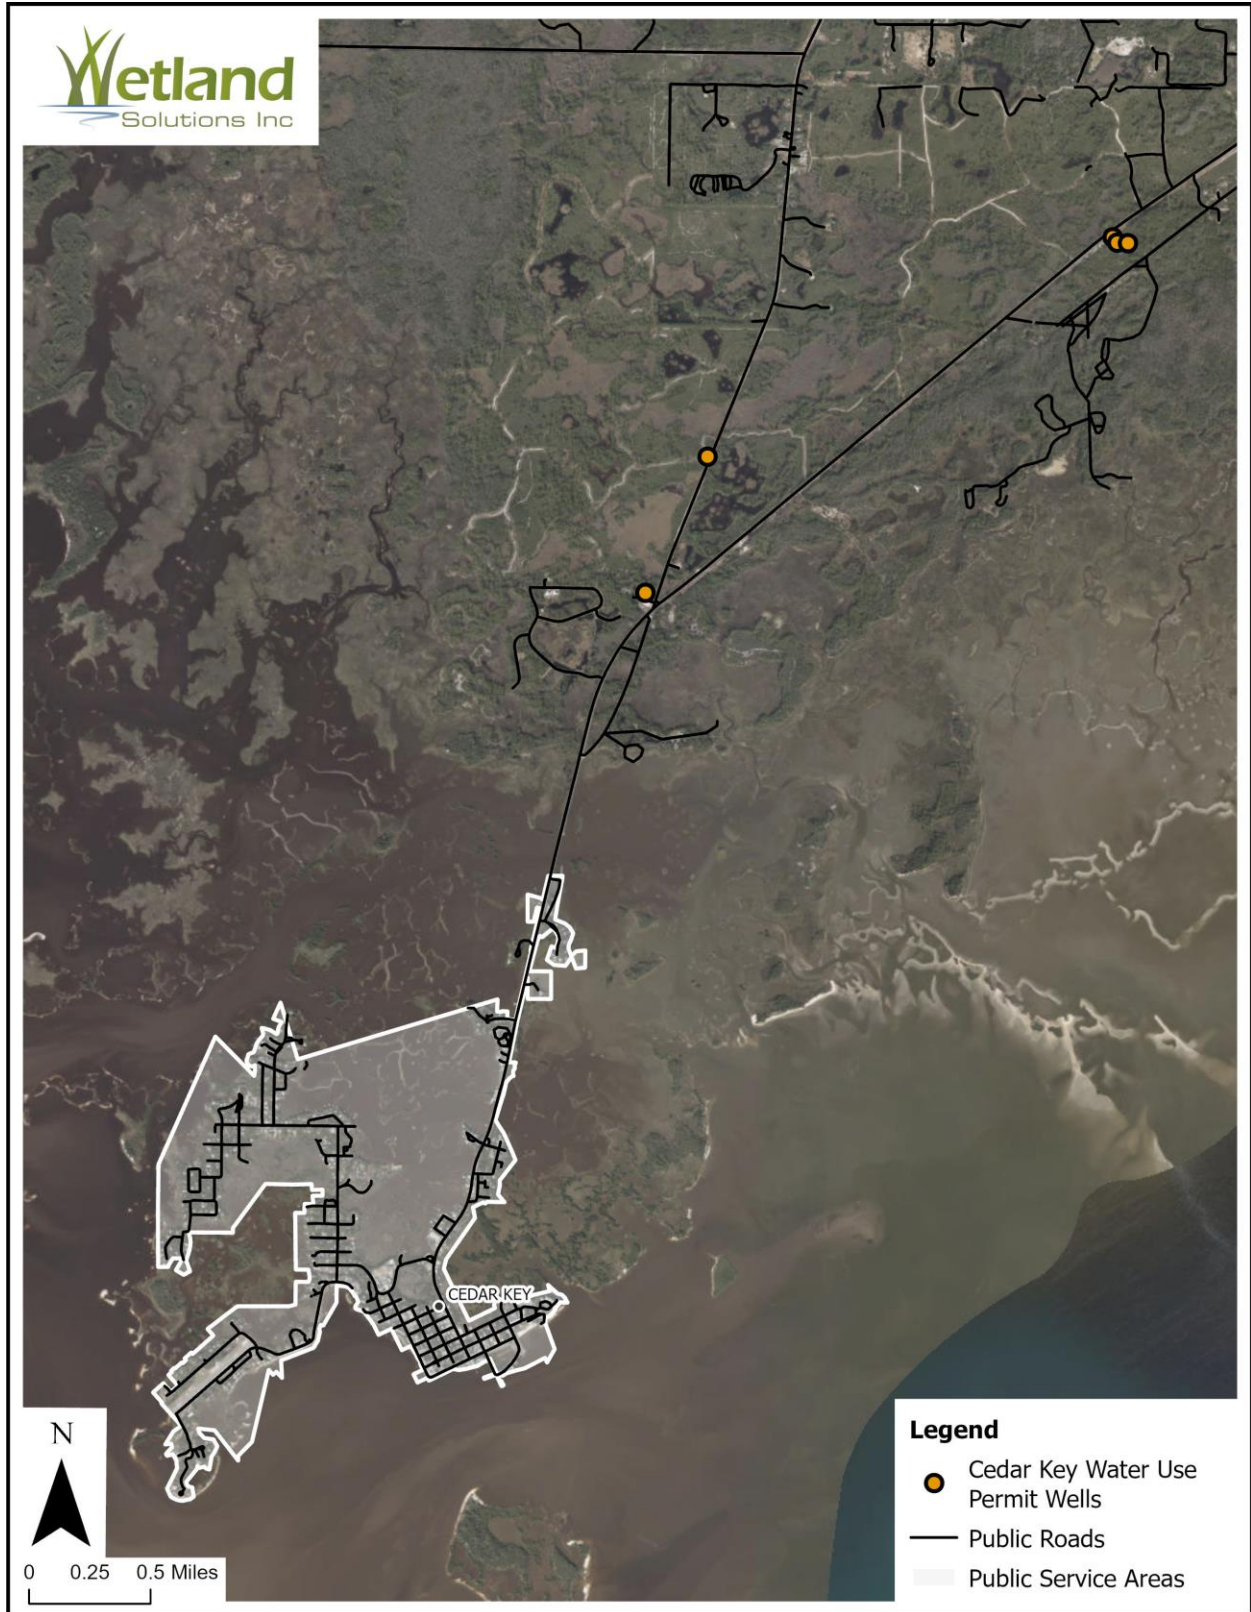 Wetland
Solutions Inc
CEDAR KEY
N
0 0.25 0.5 Miles
Legend
Cedar Key Water Use
Permit Wells
Public Roads
Public Service Areas